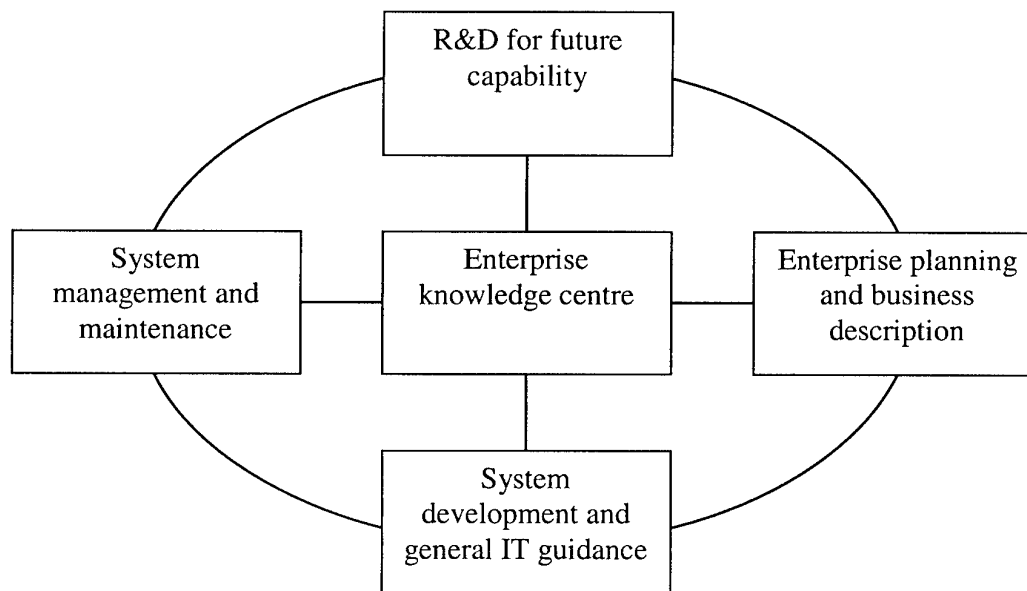 R&D for future
capability
System
management and
maintenance
Enterprise
knowledge centre
Enterprise planning
and business
description
System
development and
general IT guidance